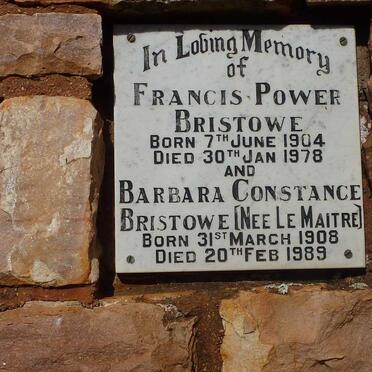 In Loving Memory
of
FRANCIS POWER
BRISTOWE
BORN 7TH JUNE 1904
DIED 30TH JAN 1978
AND
BARBARA CONSTANCE
BRISTOWE (NEE LE MAITRE)
BORN 31ST MARCH 1908
DIED 20TH FEB 1989